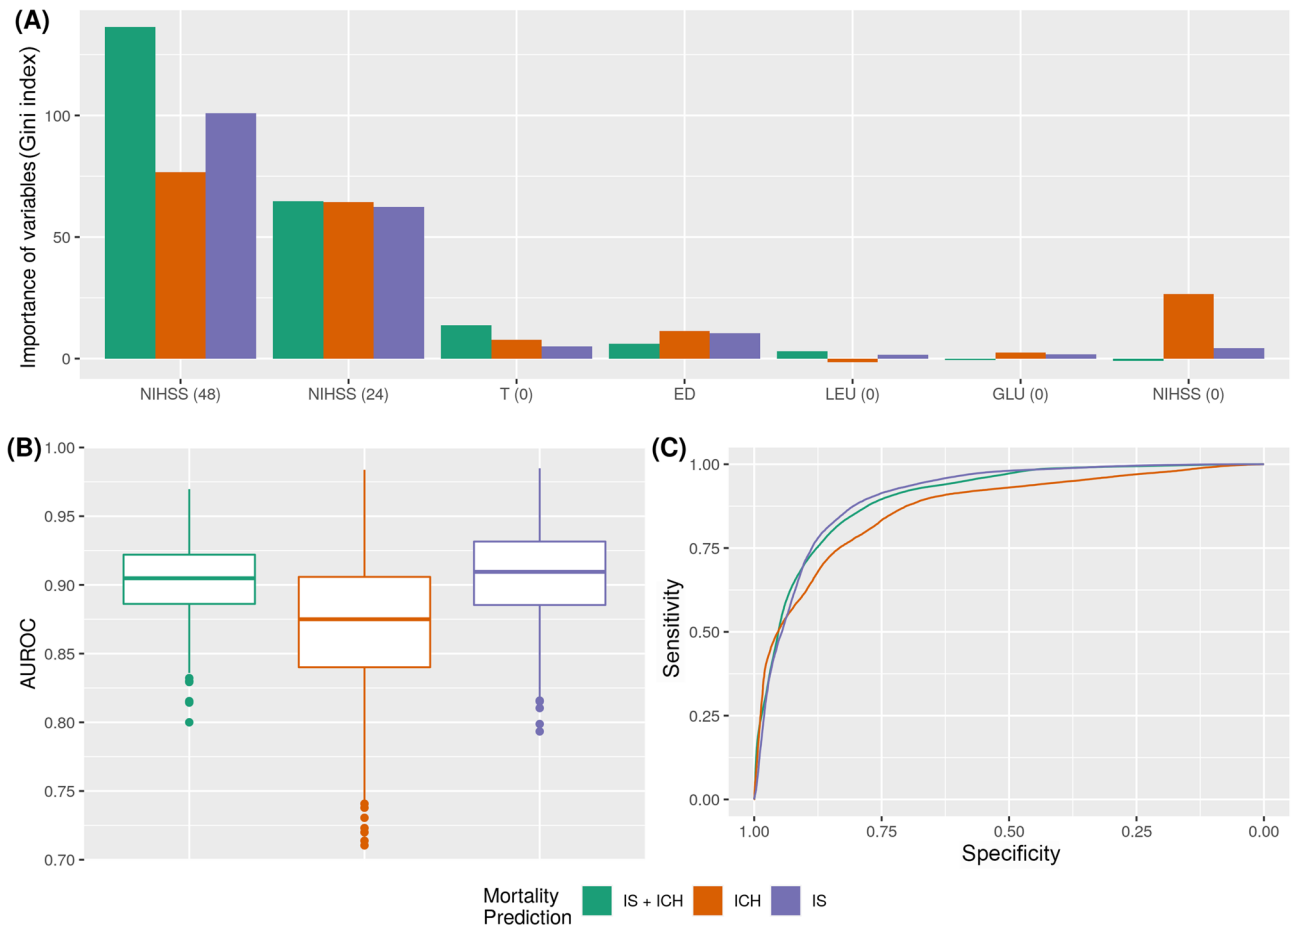 (A)
Importance of variables (Gini index)
100
50
0
NIHSS (48) NIHSS (24) T (0) ED LEU (0) GLU (0) NIHSS (0)
(B)
AUROC
1.00
0.95
0.90
0.85
0.80
0.75
0.70
(C)
Sensitivity
1.00
0.75
0.50
0.25
0.00
1.00 0.75 0.50 0.25 0.00
Specificity
Mortality
Prediction
IS + ICH ICH IS